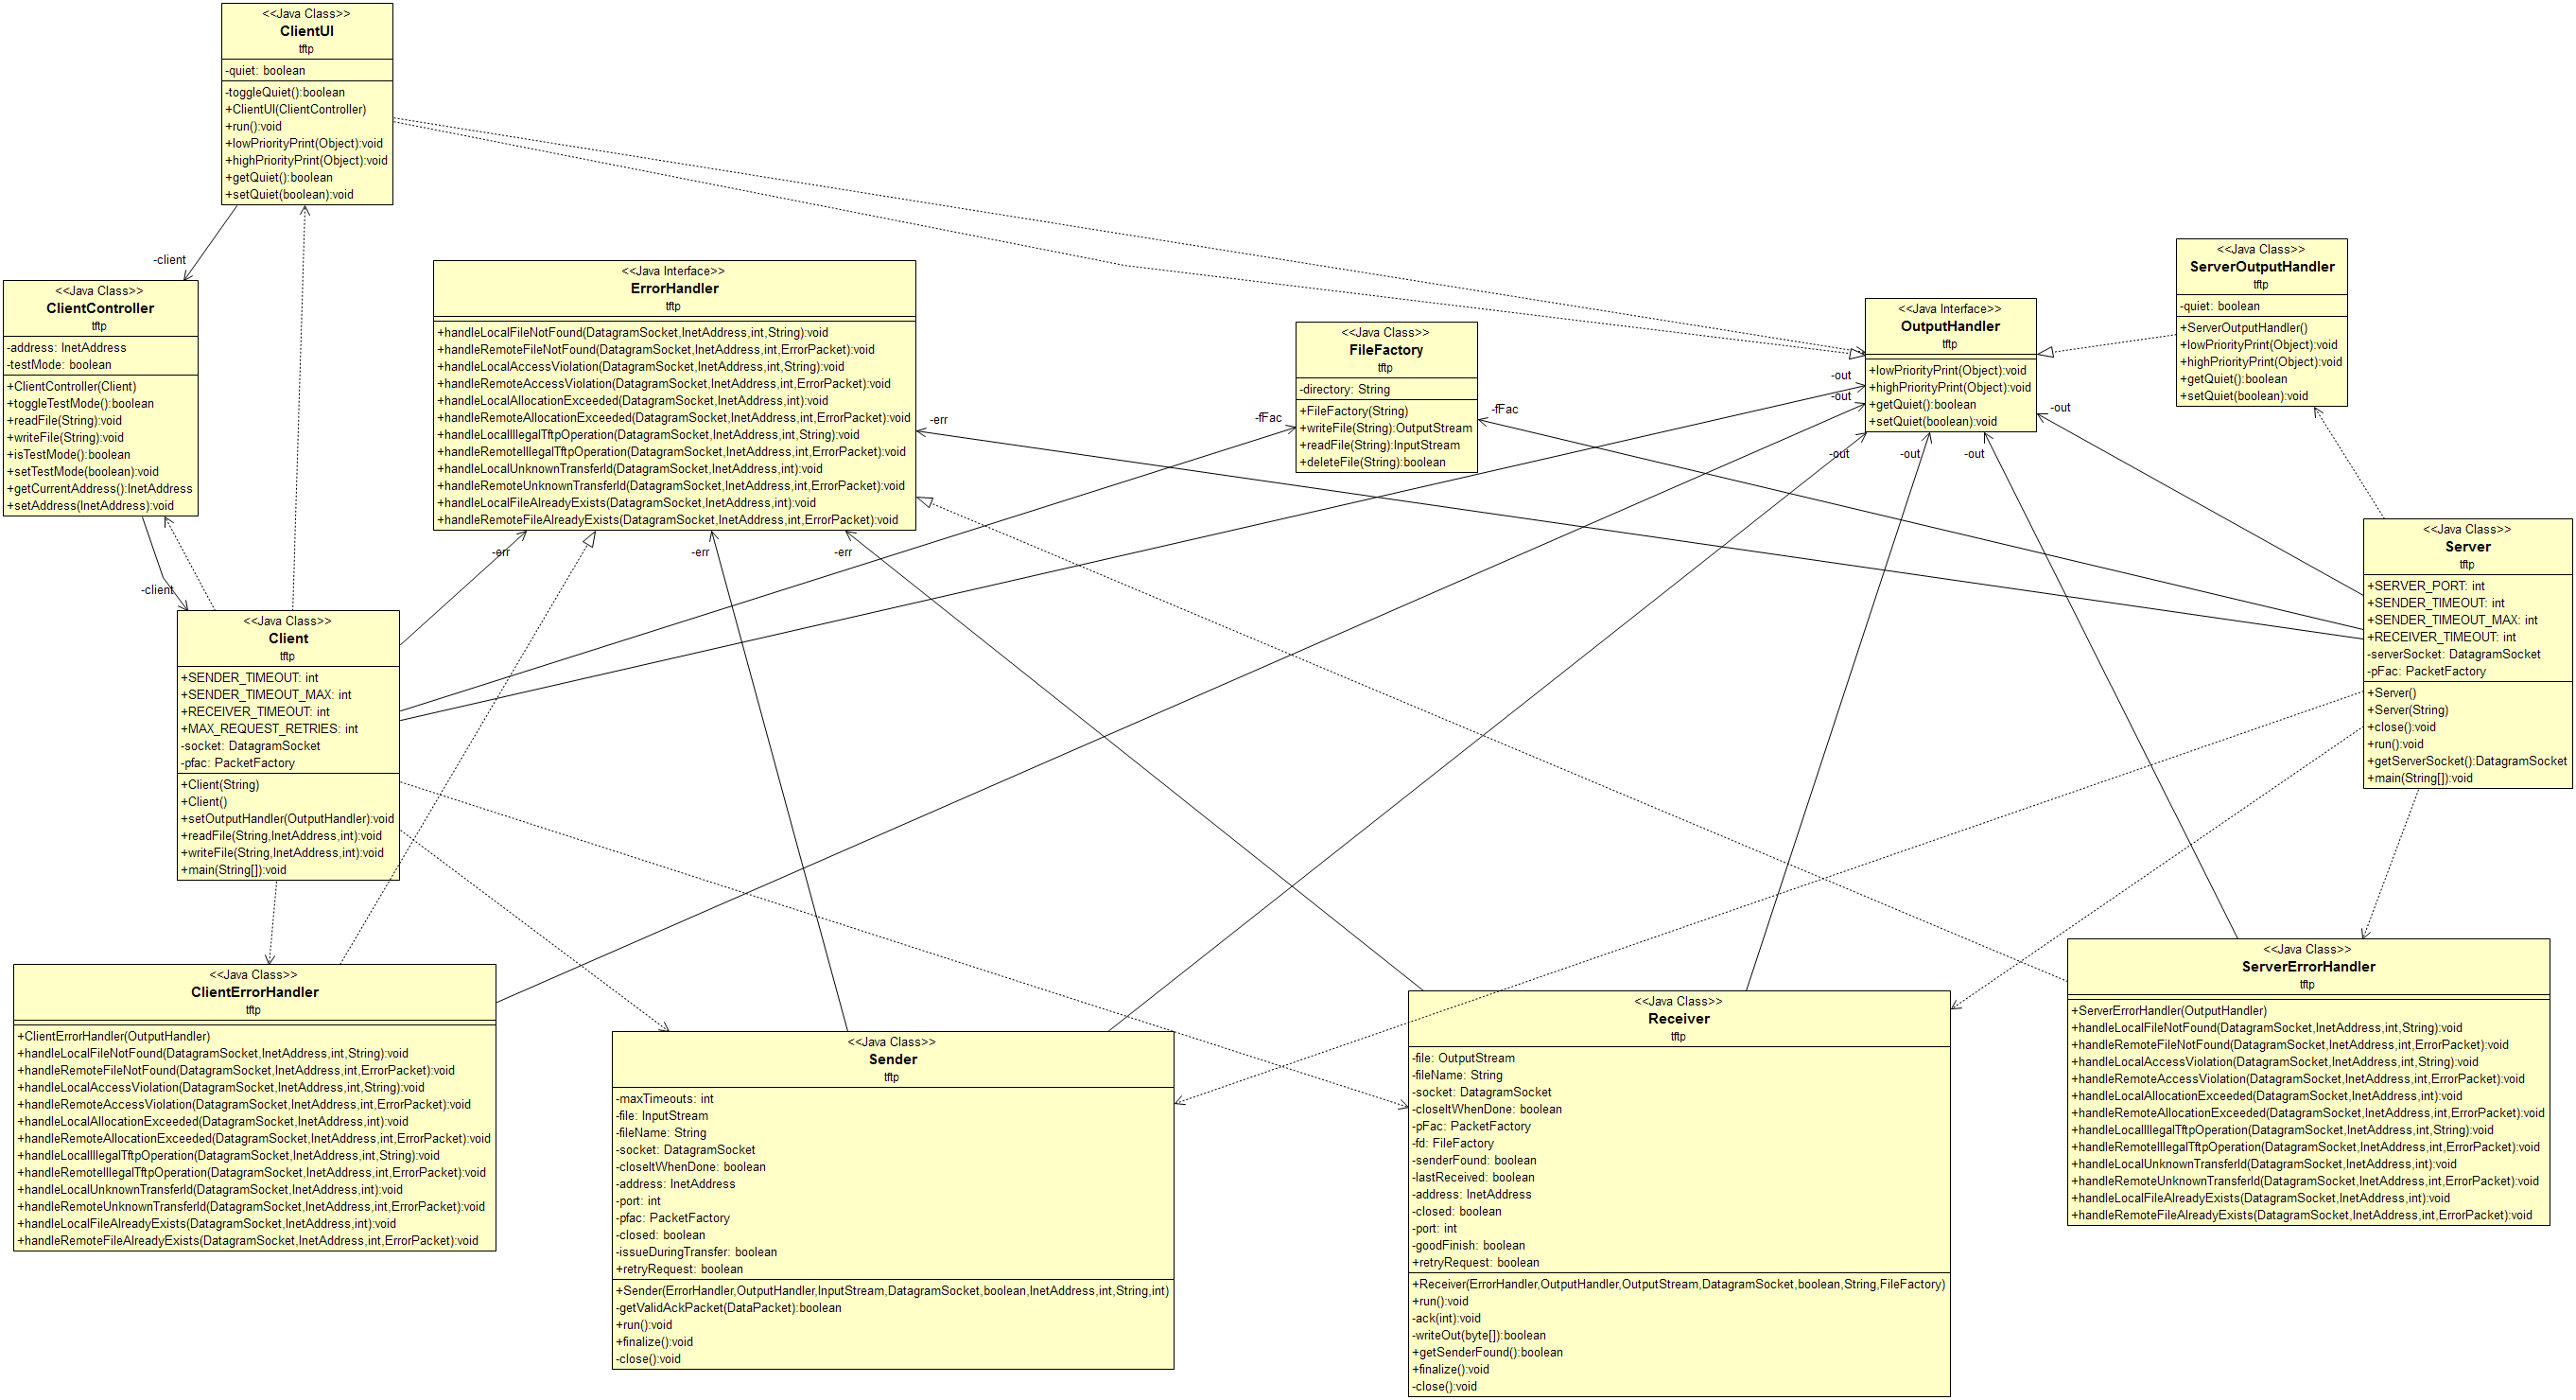 <<Java Class>>
ClientUI
tftp
-quiet: boolean
-toggleQuiet():boolean
+ClientUI(ClientController)
+run():void
+lowPriorityPrint(Object):void
+highPriorityPrint(Object):void
+getQuiet():boolean
+setQuiet(boolean):void
-client
<<Java Class>>
ClientController
tftp
-address: InetAddress
-testMode: boolean
+ClientController(Client)
+toggleTestMode():boolean
+readFile(String):void
+writeFile(String):void
+isTestMode():boolean
+setTestMode(boolean):void
+getCurrentAddress():InetAddress
+setAddress(InetAddress):void
-client
<<Java Interface>>
ErrorHandler
tftp
+handleLocalFileNotFound(DatagramSocket,InetAddress,int,String):void
+handleRemoteFileNotFound(DatagramSocket,InetAddress,int,ErrorPacket):void
+handleLocalAccessViolation(DatagramSocket,InetAddress,int,String):void
+handleRemoteAccessViolation(DatagramSocket,InetAddress,int,ErrorPacket):void
+handleLocalAllocationExceeded(DatagramSocket,InetAddress,int):void
+handleRemoteAllocationExceeded(DatagramSocket,InetAddress,int,ErrorPacket):void
+handleLocalIllegalTftpOperation(DatagramSocket,InetAddress,int,String):void
+handleRemoteIllegalTftpOperation(DatagramSocket,InetAddress,int,ErrorPacket):void
+handleLocalUnknownTransferId(DatagramSocket,InetAddress,int):void
+handleRemoteUnknownTransferId(DatagramSocket,InetAddress,int,ErrorPacket):void
+handleLocalFileAlreadyExists(DatagramSocket,InetAddress,int):void
+handleRemoteFileAlreadyExists(DatagramSocket,InetAddress,int,ErrorPacket):void
-err
-err
-err
-err
<<Java Class>>
FileFactory
tftp
-directory: String
+FileFactory(String)
+writeFile(String):OutputStream
+readFile(String):InputStream
+deleteFile(String):boolean
-fFac
-fFac
<<Java Interface>>
OutputHandler
tftp
+lowPriorityPrint(Object):void
+highPriorityPrint(Object):void
+getQuiet():boolean
+setQuiet(boolean):void
-out
-out
-out
-out
-out
-out
<<Java Class>>
ServerOutputHandler
tftp
-quiet: boolean
+ServerOutputHandler()
+lowPriorityPrint(Object):void
+highPriorityPrint(Object):void
+getQuiet():boolean
+setQuiet(boolean):void
<<Java Class>>
Server
tftp
+SERVER_PORT: int
+SENDER_TIMEOUT: int
+SENDER_TIMEOUT_MAX: int
+RECEIVER_TIMEOUT: int
-serverSocket: DatagramSocket
-pFac: PacketFactory
+Server()
+Server(String)
+close():void
+run():void
+getServerSocket():DatagramSocket
+main(String[]):void
<<Java Class>>
Client
tftp
+SENDER_TIMEOUT: int
+SENDER_TIMEOUT_MAX: int
+RECEIVER_TIMEOUT: int
+MAX_REQUEST_RETRIES: int
-socket: DatagramSocket
-pfac: PacketFactory
+Client(String)
+Client()
+setOutputHandler(OutputHandler):void
+readFile(String,InetAddress,int):void
+writeFile(String,InetAddress,int):void
+main(String[]):void
<<Java Class>>
ClientErrorHandler
tftp
+ClientErrorHandler(OutputHandler)
+handleLocalFileNotFound(DatagramSocket,InetAddress,int,String):void
+handleRemoteFileNotFound(DatagramSocket,InetAddress,int,ErrorPacket):void
+handleLocalAccessViolation(DatagramSocket,InetAddress,int,String):void
+handleRemoteAccessViolation(DatagramSocket,InetAddress,int,ErrorPacket):void
+handleLocalAllocationExceeded(DatagramSocket,InetAddress,int):void
+handleRemoteAllocationExceeded(DatagramSocket,InetAddress,int,ErrorPacket):void
+handleLocalIllegalTftpOperation(DatagramSocket,InetAddress,int,String):void
+handleRemoteIllegalTftpOperation(DatagramSocket,InetAddress,int,ErrorPacket):void
+handleLocalUnknownTransferId(DatagramSocket,InetAddress,int):void
+handleRemoteUnknownTransferId(DatagramSocket,InetAddress,int,ErrorPacket):void
+handleLocalFileAlreadyExists(DatagramSocket,InetAddress,int):void
+handleRemoteFileAlreadyExists(DatagramSocket,InetAddress,int,ErrorPacket):void
<<Java Class>>
Sender
tftp
-maxTimeouts: int
-file: InputStream
-fileName: String
-socket: DatagramSocket
-closeItWhenDone: boolean
-address: InetAddress
-port: int
-pfac: PacketFactory
-closed: boolean
-issueDuringTransfer: boolean
+retryRequest: boolean
+Sender(ErrorHandler,OutputHandler,InputStream,DatagramSocket,boolean,InetAddress,int,String,int)
-getValidAckPacket(DataPacket):boolean
+run():void
+finalize():void
-close():void
<<Java Class>>
Receiver
tftp
-file: OutputStream
-fileName: String
-socket: DatagramSocket
-closeItWhenDone: boolean
-pFac: PacketFactory
-fd: FileFactory
-senderFound: boolean
-lastReceived: boolean
-address: InetAddress
-closed: boolean
-port: int
-goodFinish: boolean
+retryRequest: boolean
+Receiver(ErrorHandler,OutputHandler,OutputStream,DatagramSocket,boolean,String,FileFactory)
+run():void
-ack(int):void
-writeOut(byte[]):boolean
+getSenderFound():boolean
+finalize():void
-close():void
<<Java Class>>
ServerErrorHandler
tftp
+ServerErrorHandler(OutputHandler)
+handleLocalFileNotFound(DatagramSocket,InetAddress,int,String):void
+handleRemoteFileNotFound(DatagramSocket,InetAddress,int,ErrorPacket):void
+handleLocalAccessViolation(DatagramSocket,InetAddress,int,String):void
+handleRemoteAccessViolation(DatagramSocket,InetAddress,int,ErrorPacket):void
+handleLocalAllocationExceeded(DatagramSocket,InetAddress,int):void
+handleRemoteAllocationExceeded(DatagramSocket,InetAddress,int,ErrorPacket):void
+handleLocalIllegalTftpOperation(DatagramSocket,InetAddress,int,String):void
+handleRemoteIllegalTftpOperation(DatagramSocket,InetAddress,int,ErrorPacket):void
+handleLocalUnknownTransferId(DatagramSocket,InetAddress,int):void
+handleRemoteUnknownTransferId(DatagramSocket,InetAddress,int,ErrorPacket):void
+handleLocalFileAlreadyExists(DatagramSocket,InetAddress,int):void
+handleRemoteFileAlreadyExists(DatagramSocket,InetAddress,int,ErrorPacket):void